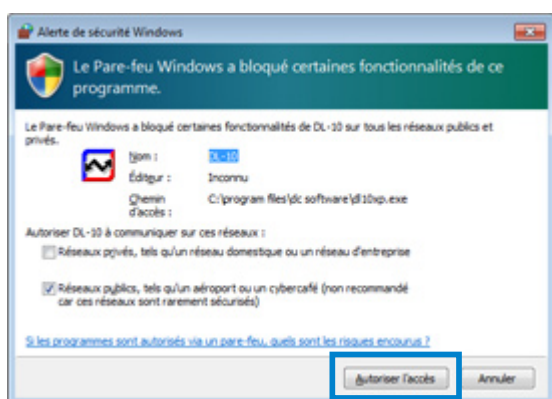 Alerte de sécurité Windows
Le Pare-feu Windows a bloqué certaines fonctionnalités de ce
programme.
Le Pare-feu Windows a bloqué certaines fonctionnalités de DL-10 sur tous les réseaux publics et
privés.
Nom : DL-10
Éditeur : Inconnu
Chemin d'accès : C:\program files\dc software\dl10xp.exe
Autoriser DL-10 à communiquer sur ces réseaux :
Réseaux privés, tels qu'un réseau domestique ou un réseau d'entreprise
Réseaux publics, tels qu'un aéroport ou un cybercafé (non recommandé
car ces réseaux sont rarement sécurisés)
Si les programmes sont autorisés via un pare-feu, quels sont les risques encourus ?
Autoriser l'accès Annuler